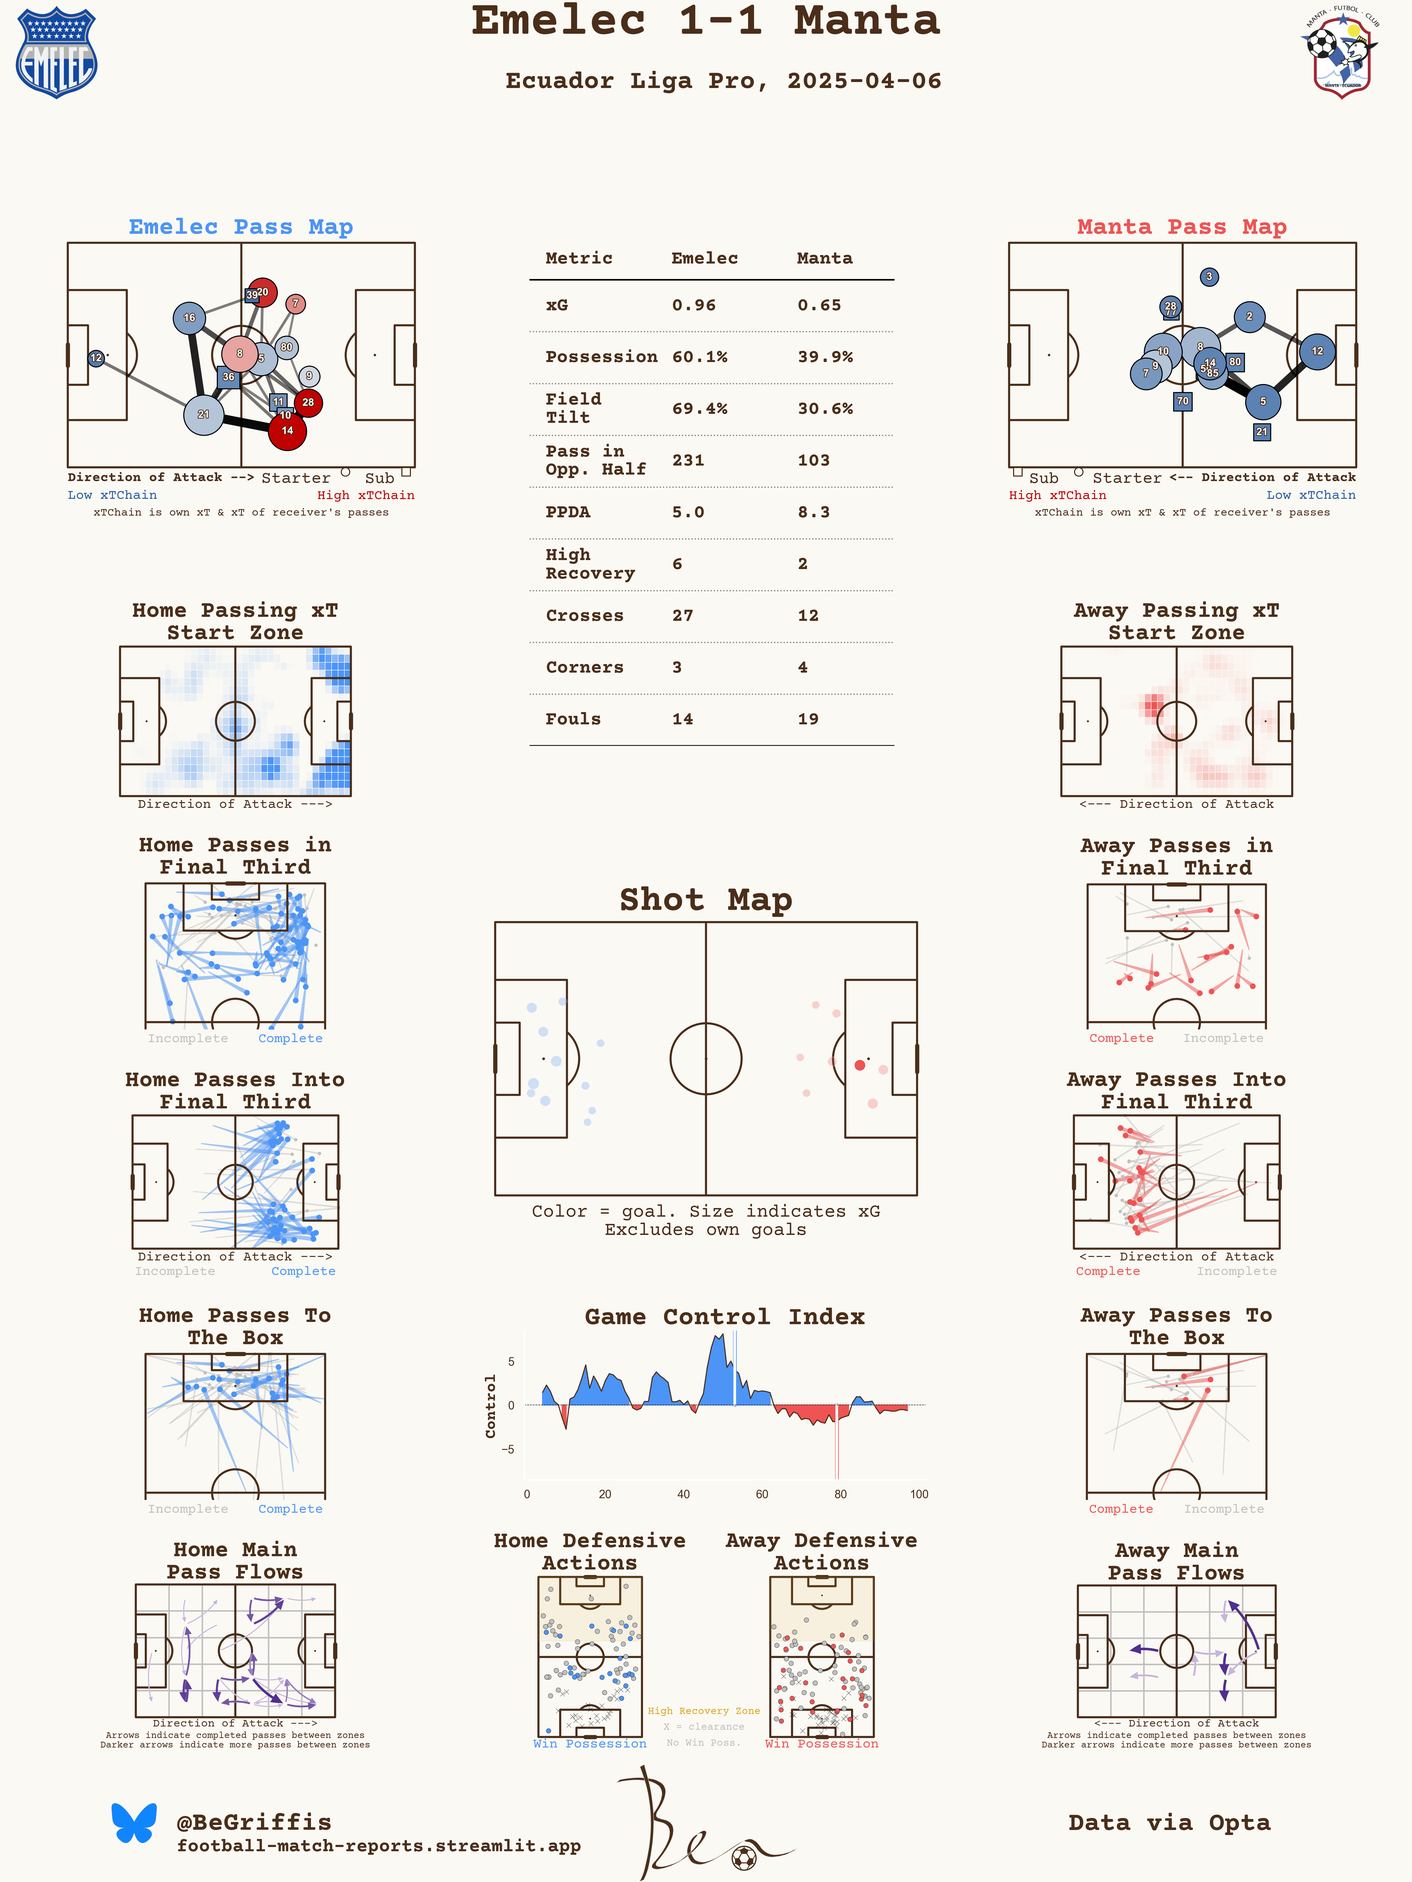 Emelec 1-1 Manta
Ecuador Liga Pro, 2025-04-06
EMELEC
MANTA · FUTBOL · CLUB
MANTA - ECUADOR
Emelec Pass Map
12
16
21
39
20
7
8
5
80
36
9
11
28
10
14
Direction of Attack --> Starter Sub
Low xTChain High xTChain
xTChain is own xT & xT of receiver's passes
Metric Emelec Manta
xG 0.96 0.65
Possession 60.1% 39.9%
Field
Tilt 69.4% 30.6%
Pass in
Opp. Half 231 103
PPDA 5.0 8.3
High
Recovery 6 2
Crosses 27 12
Corners 3 4
Fouls 14 19
Manta Pass Map
3
28
77
2
10
8
12
9
7
14
80
85
70
5
21
Sub Starter <-- Direction of Attack
High xTChain Low xTChain
xTChain is own xT & xT of receiver's passes
Home Passing xT
Start Zone
Direction of Attack --->
Away Passing xT
Start Zone
<--- Direction of Attack
Home Passes in
Final Third
Incomplete Complete
Away Passes in
Final Third
Complete Incomplete
Shot Map
Color = goal. Size indicates xG
Excludes own goals
Home Passes Into
Final Third
Direction of Attack --->
Incomplete Complete
Away Passes Into
Final Third
<--- Direction of Attack
Complete Incomplete
Home Passes To
The Box
Incomplete Complete
Game Control Index
Control
5
0
−5
0 20 40 60 80 100
Away Passes To
The Box
Complete Incomplete
Home Main
Pass Flows
Direction of Attack --->
Arrows indicate completed passes between zones
Darker arrows indicate more passes between zones
Home Defensive
Actions
Win Possession
High Recovery Zone
X = clearance
No Win Poss.
Away Defensive
Actions
Win Possession
Away Main
Pass Flows
<--- Direction of Attack
Arrows indicate completed passes between zones
Darker arrows indicate more passes between zones
@BeGriffis
football-match-reports.streamlit.app
Ben
Data via Opta